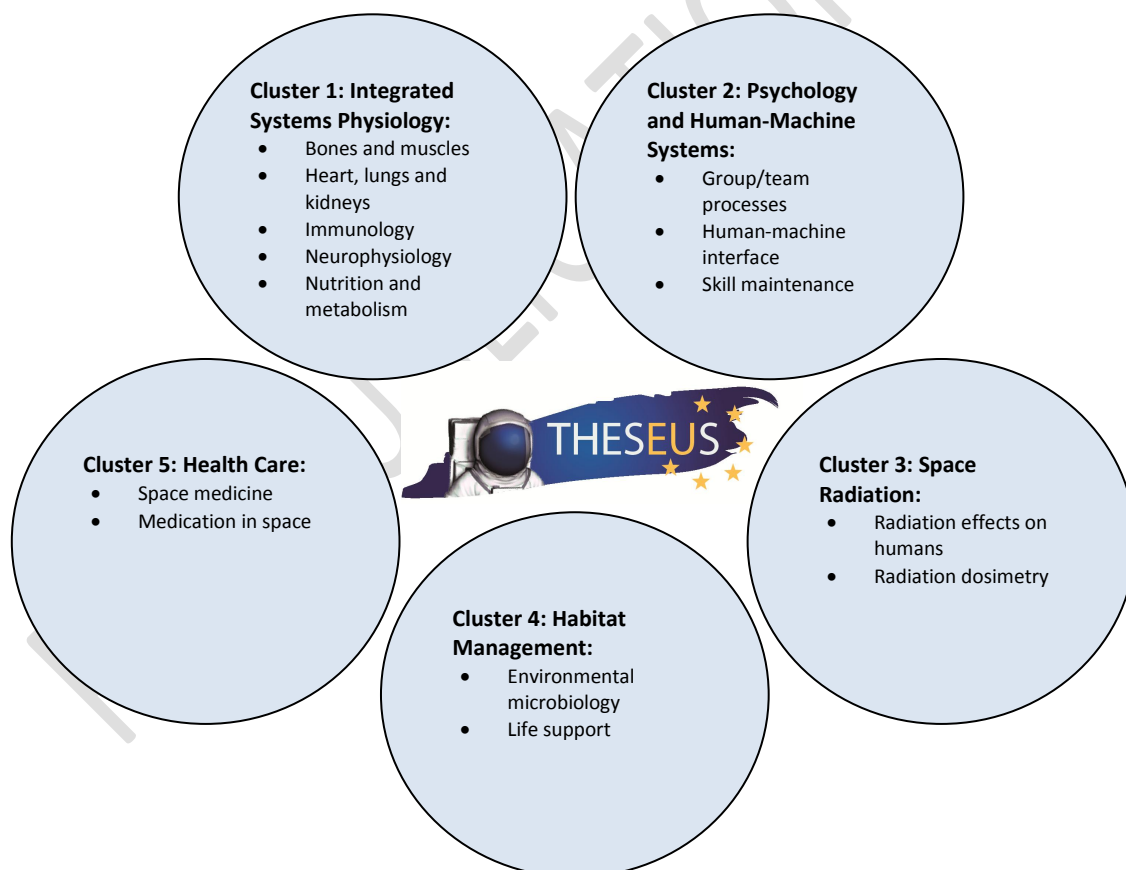 Cluster 1: Integrated
Systems Physiology:
• Bones and muscles
• Heart, lungs and
kidneys
• Immunology
• Neurophysiology
• Nutrition and
metabolism
Cluster 2: Psychology
and Human-Machine
Systems:
• Group/team
processes
• Human-machine
interface
• Skill maintenance
THESEUS
Cluster 5: Health Care:
• Space medicine
• Medication in space
Cluster 3: Space
Radiation:
• Radiation effects on
humans
• Radiation dosimetry
Cluster 4: Habitat
Management:
• Environmental
microbiology
• Life support